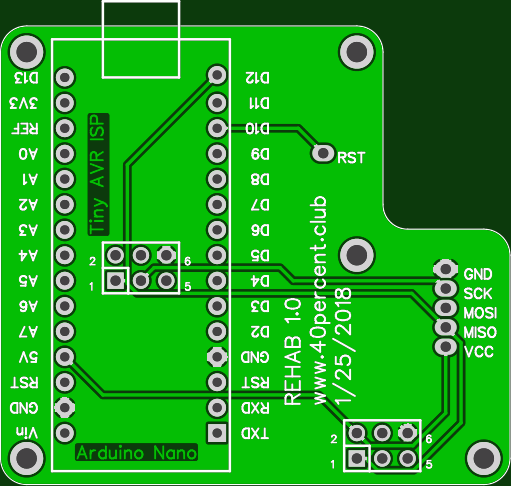 D13
3V3
REF
A0
A1
A2
A3
A4
A5
A6
A7
5V
RST
GND
Vin
D12
D11
D10
D9
D8
D7
D6
D5
D4
D3
D2
GND
RST
RXD
TXD
Tiny AVR ISP
2
6
1
5
Arduino Nano
RST
REHAB 1.0
www.40percent.club
1/25/2018
GND
SCK
MOSI
MISO
VCC
2
6
1
5